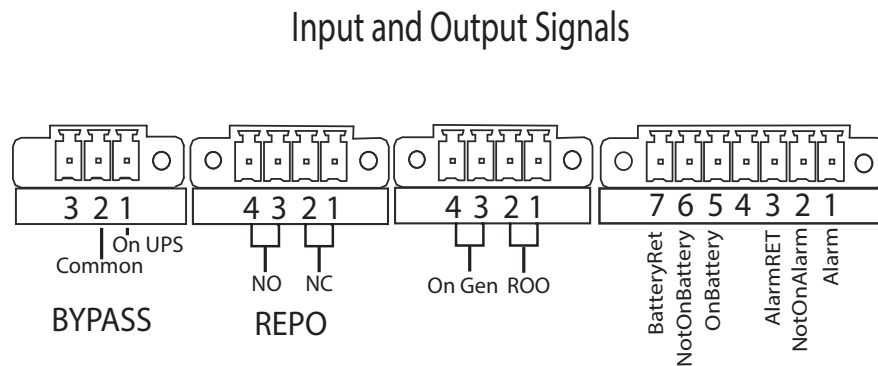 Input and Output Signals
3 2 1
4 3 2 1
4 3 2 1
7 6 5 4 3 2 1
On UPS
Common
NO NC
On Gen ROO
BatteryRet
NotOnBattery
OnBattery
AlarmRET
NotOnAlarm
Alarm
BYPASS
REPO